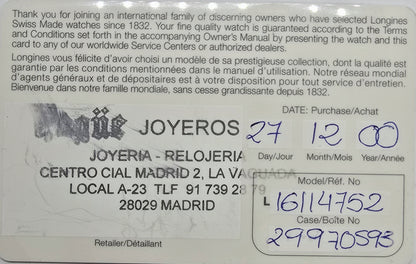 Thank you for joining an international family of discerning owners who have selected Longines
Swiss Made watches since 1832. Your fine quality watch is guaranteed according to the Terms
and Conditions set forth in the accompanying Owner's Manual by presenting the watch and this
card to any of our worldwide Service Centers or authorized dealers.
Longines vous félicite d'avoir choisi un modèle de sa prestigieuse collection, dont la qualité est
garantie par les conditions mentionnées dans le manuel d'utilisation. Notre réseau mondial
d'agents généraux et de dépositaires est à votre disposition pour tout service d'entretien.
Bienvenue dans notre famille mondiale, sans cesse grandissante depuis 1832.
DATE: Purchase/Achat
JOYEROS
27 12 00
Day/Jour Month/Mois Year/Année
JOYERIA - RELOJERIA
CENTRO CIAL MADRID 2, LA VAGUADA
LOCAL A-23 TLF 91 739 28 79
28029 MADRID
Model/Réf. No
L 16114752
Case/Boîte No
29970593
Retailer/Détaillant